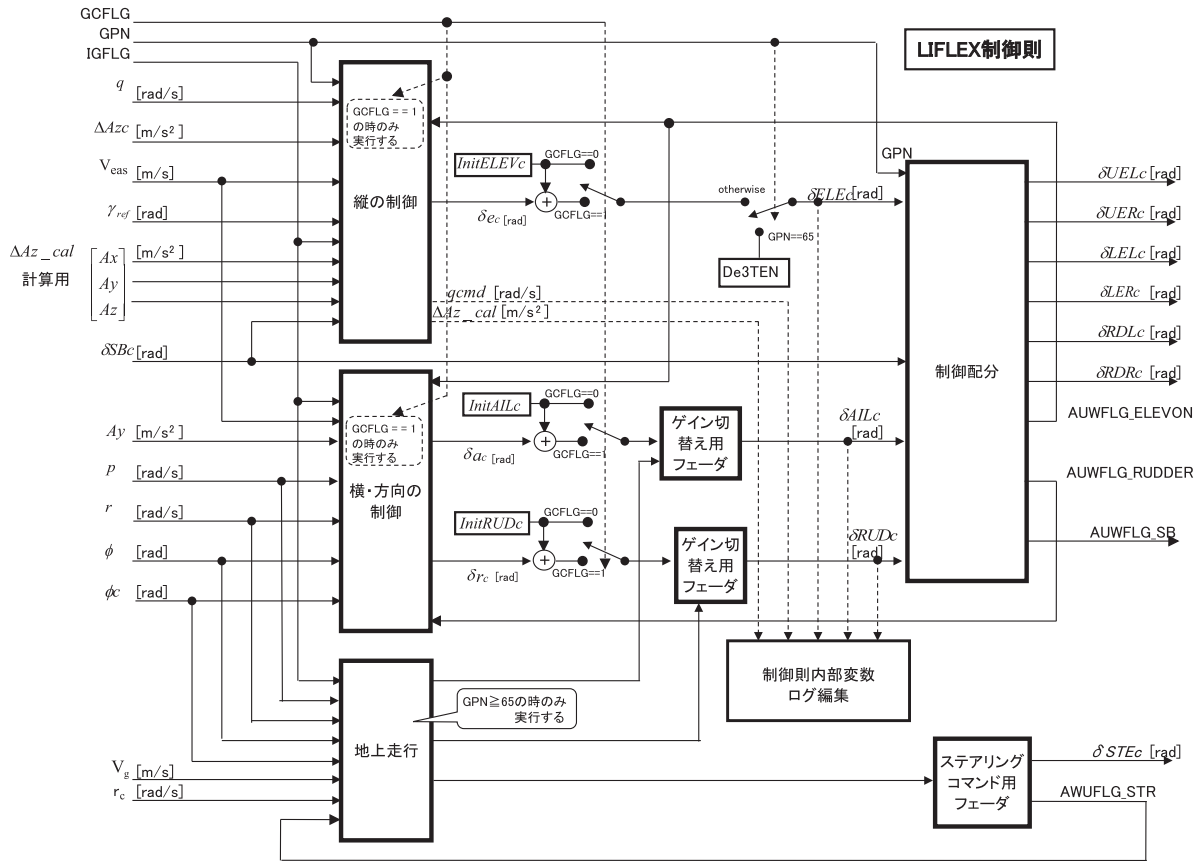 GCFLG
GPN
IGFLG
LIFLEX制御則
q [rad/s]
ΔAzc [m/s²]
Veas [m/s]
γref [rad]
ΔAz_cal
計算用
Ax [m/s²]
Ay
Az
δSBc [rad]
GCFLG==1
の時のみ
実行する
縦の制御
InitELEVc
GCFLG==0
GCFLG==1
δec [rad]
otherwise
GPN==65
De3TEN
δELEc [rad]
qcmd [rad/s]
ΔAz_cal [m/s²]
GPN
制御配分
δUELc [rad]
δUERc [rad]
δLELc [rad]
δLERc [rad]
δRDLc [rad]
δRDRc [rad]
AUWFLG_ELEVON
AUWFLG_RUDDER
AUWFLG_SB
Ay [m/s²]
p [rad/s]
r [rad/s]
φ [rad]
φc [rad]
GCFLG==1
の時のみ
実行する
横・方向の
制御
InitAILc
GCFLG==0
GCFLG==1
δac [rad]
ゲイン切
替え用
フェーダ
δAILc
[rad]
InitRUDc
GCFLG==0
GCFLG==1
δrc [rad]
ゲイン切
替え用
フェーダ
δRUDc
[rad]
制御則内部変数
ログ編集
GPN≧65の時のみ
実行する
地上走行
Vg [m/s]
rc [rad/s]
ステアリング
コマンド用
フェーダ
δSTEc [rad]
AWUFLG_STR